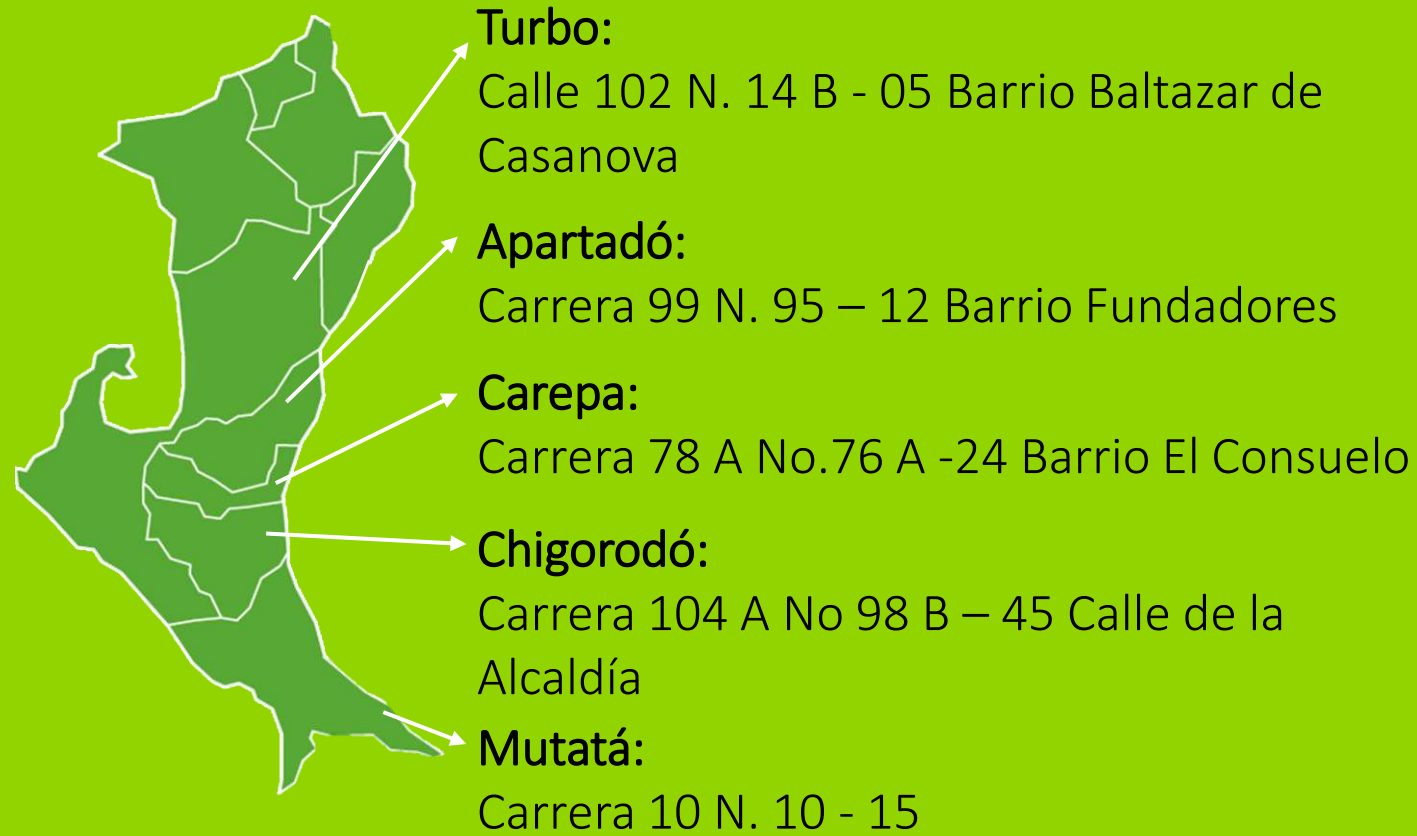 Turbo:
Calle 102 N. 14 B - 05 Barrio Baltazar de
Casanova
Apartadó:
Carrera 99 N. 95 – 12 Barrio Fundadores
Carepa:
Carrera 78 A No.76 A -24 Barrio El Consuelo
Chigorodó:
Carrera 104 A No 98 B – 45 Calle de la
Alcaldía
Mutatá:
Carrera 10 N. 10 - 15